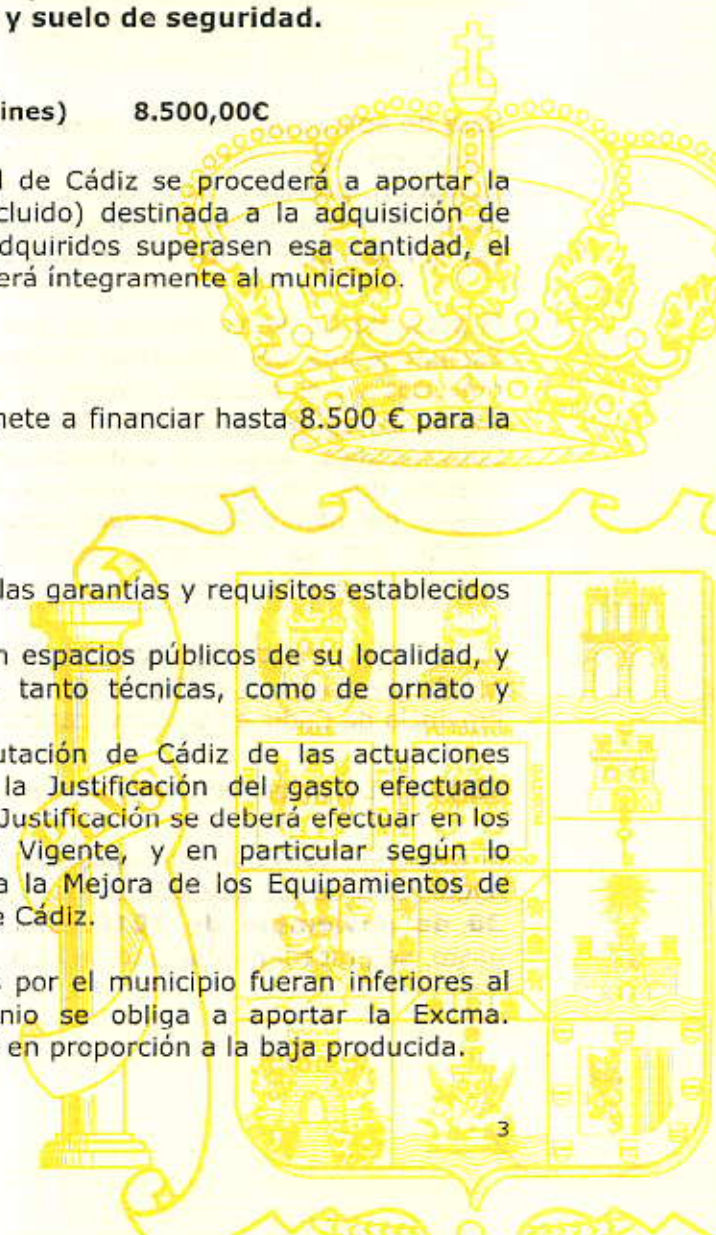 y suelo de seguridad.
ines) 8.500,00€
de Cádiz se procederá a aportar la
cluido) destinada a la adquisición de
dquiridos superasen esa cantidad, el
erá íntegramente al municipio.
nete a financiar hasta 8.500 € para la
las garantías y requisitos establecidos
n espacios públicos de su localidad, y
tanto técnicas, como de ornato y
utación de Cádiz de las actuaciones
la Justificación del gasto efectuado
Justificación se deberá efectuar en los
Vigente, y en particular según lo
a la Mejora de los Equipamientos de
e Cádiz.
s por el municipio fueran inferiores al
nio se obliga a aportar la Excma.
en proporción a la baja producida.
3